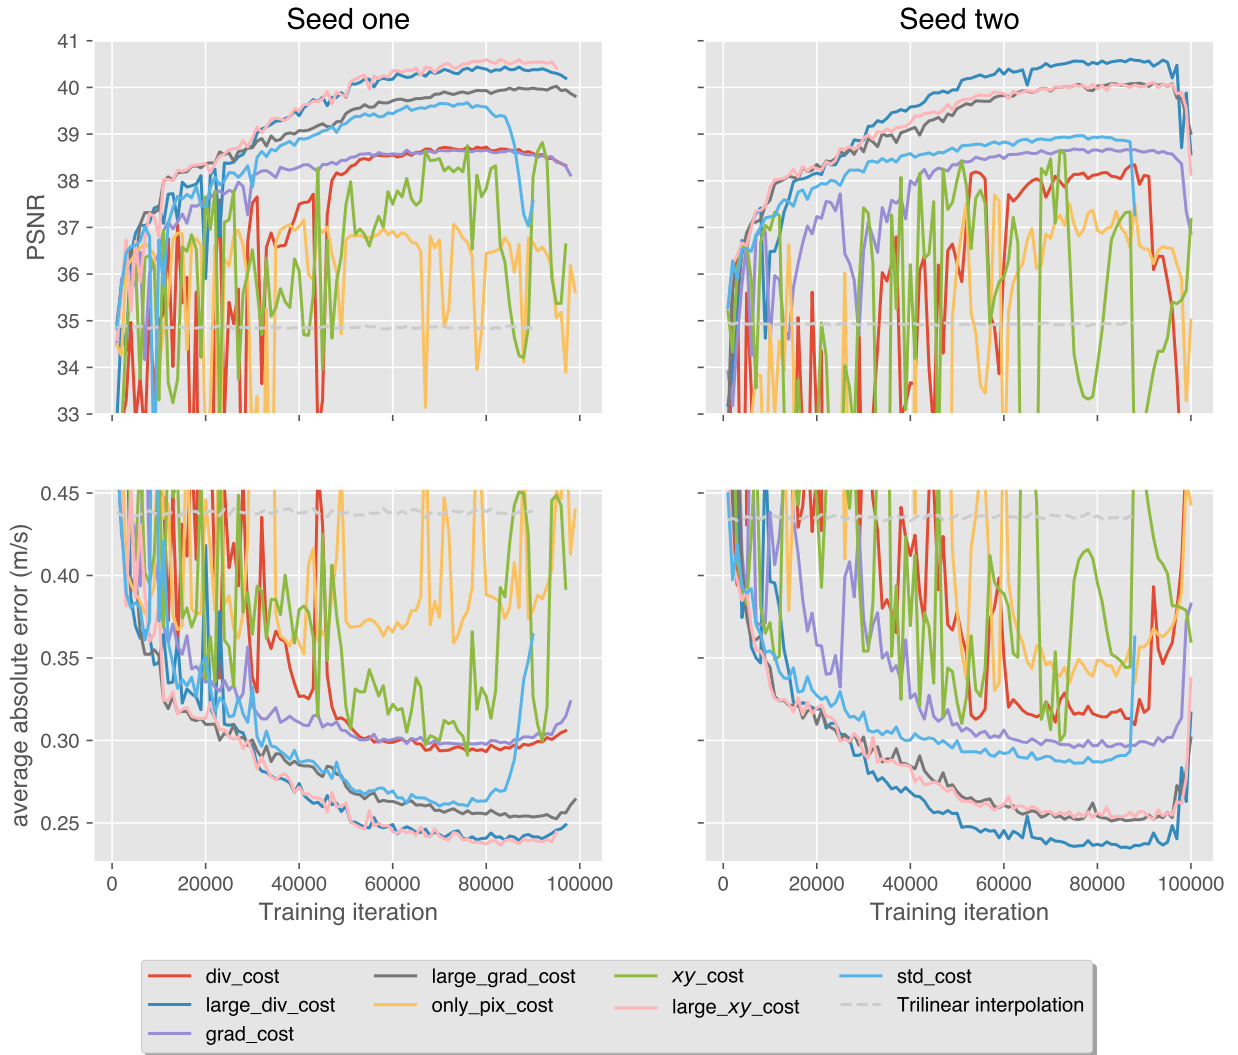 Seed one
Seed two
41
40
39
38
37
36
35
34
33
PSNR
0.45
0.40
0.35
0.30
0.25
average absolute error (m/s)
0 20000 40000 60000 80000 100000
0 20000 40000 60000 80000 100000
Training iteration
Training iteration
div_cost large_grad_cost xy_cost std_cost
large_div_cost only_pix_cost large_xy_cost Trilinear interpolation
grad_cost